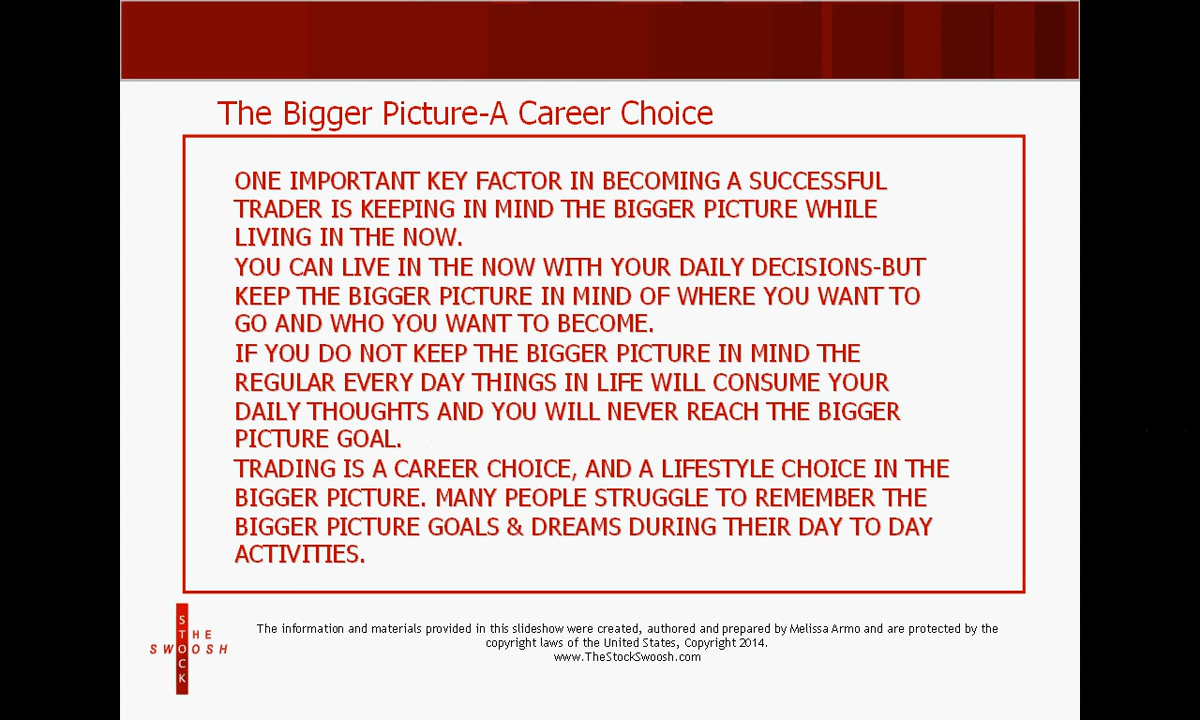 The Bigger Picture-A Career Choice
ONE IMPORTANT KEY FACTOR IN BECOMING A SUCCESSFUL
TRADER IS KEEPING IN MIND THE BIGGER PICTURE WHILE
LIVING IN THE NOW.
YOU CAN LIVE IN THE NOW WITH YOUR DAILY DECISIONS-BUT
KEEP THE BIGGER PICTURE IN MIND OF WHERE YOU WANT TO
GO AND WHO YOU WANT TO BECOME.
IF YOU DO NOT KEEP THE BIGGER PICTURE IN MIND THE
REGULAR EVERY DAY THINGS IN LIFE WILL CONSUME YOUR
DAILY THOUGHTS AND YOU WILL NEVER REACH THE BIGGER
PICTURE GOAL.
TRADING IS A CAREER CHOICE, AND A LIFESTYLE CHOICE IN THE
BIGGER PICTURE. MANY PEOPLE STRUGGLE TO REMEMBER THE
BIGGER PICTURE GOALS & DREAMS DURING THEIR DAY TO DAY
ACTIVITIES.
THE
STOCK
SWOOSH
The information and materials provided in this slideshow were created, authored and prepared by Melissa Armo and are protected by the
copyright laws of the United States, Copyright 2014.
www.TheStockSwoosh.com